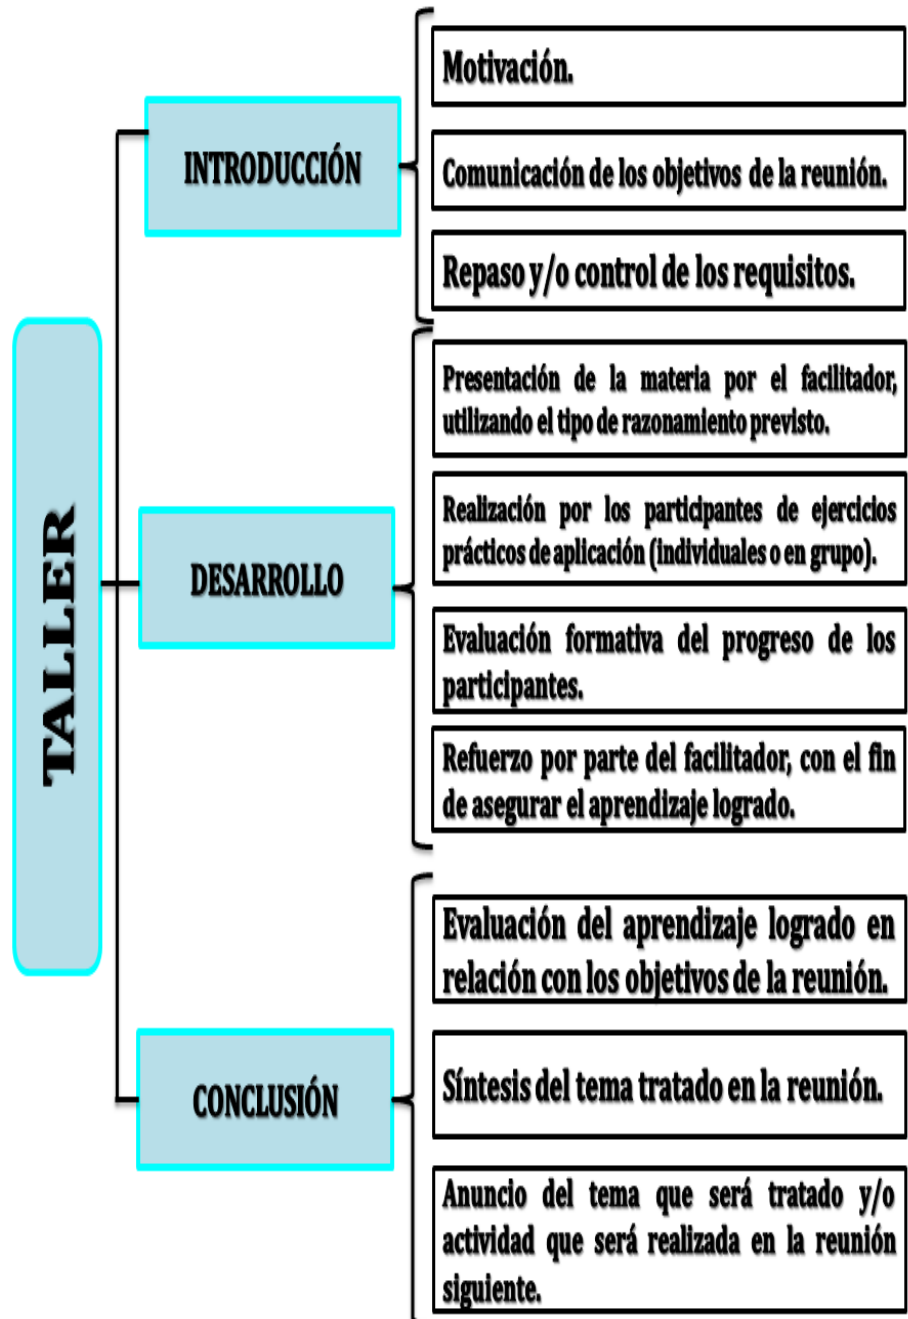 TALLER
INTRODUCCIÓN
Motivación.
Comunicación de los objetivos de la reunión.
Repaso y/o control de los requisitos.
DESARROLLO
Presentación de la materia por el facilitador,
utilizando el tipo de razonamiento previsto.
Realización por los participantes de ejercicios
prácticos de aplicación (individuales o en grupo).
Evaluación formativa del progreso de los
participantes.
Refuerzo por parte del facilitador, con el fin
de asegurar el aprendizaje logrado.
CONCLUSIÓN
Evaluación del aprendizaje logrado en
relación con los objetivos de la reunión.
Síntesis del tema tratado en la reunión.
Anuncio del tema que será tratado y/o
actividad que será realizada en la reunión
siguiente.